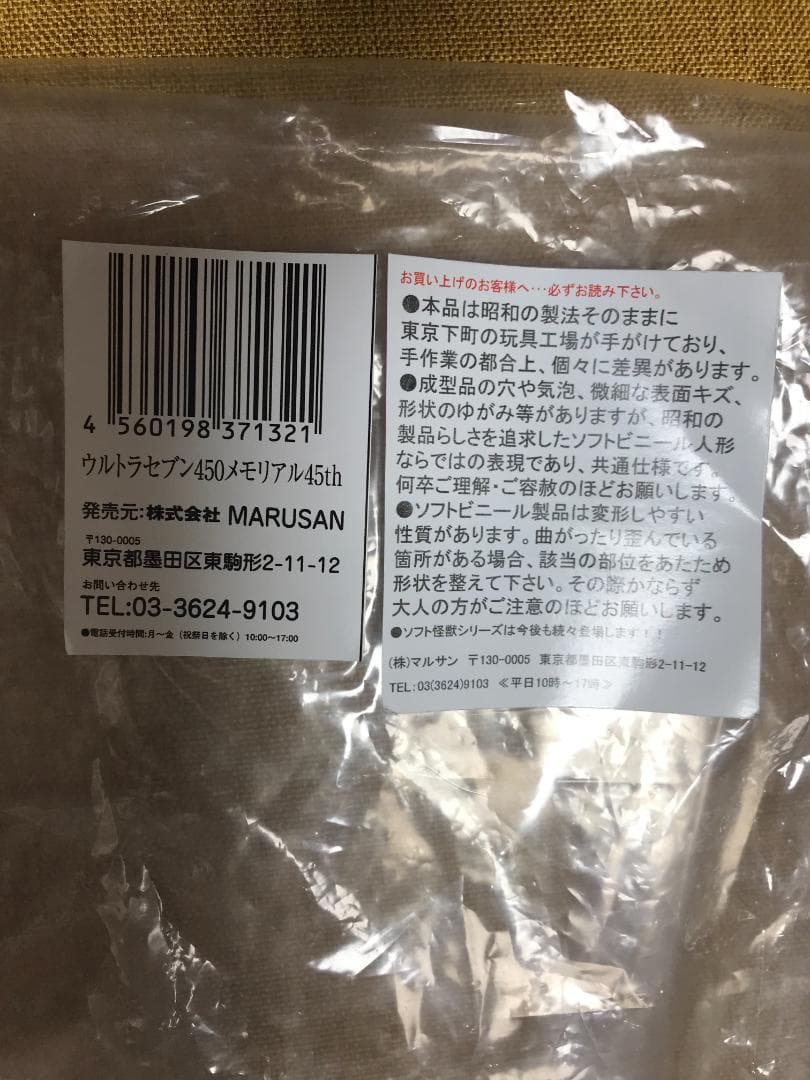 4 560198 371321
ウルトラセブン450メモリアル45th
発売元:株式会社 MARUSAN
〒130-0005
東京都墨田区東駒形2-11-12
お問い合わせ先
TEL:03-3624-9103
●電話受付時間:月〜金(祝祭日を除く)10:00〜17:00
お買い上げのお客様へ・・・必ずお読み下さい。
●本品は昭和の製法そのままに
東京下町の玩具工場が手がけており、
手作業の都合上、個々に差異があります。
●成型品の穴や気泡、微細な表面キズ、
形状のゆがみ等がありますが、昭和の
製品らしさを追求したソフトビニール人形
ならではの表現であり、共通仕様です。
何卒ご理解・ご容赦のほどお願いします。
●ソフトビニール製品は変形しやすい
性質があります。曲がったり歪んでいる
箇所がある場合、該当の部位をあたため
形状を整えて下さい。その際かならず
大人の方がご注意のほどお願いします。
●ソフト怪獣シリーズは今後も続々登場します!!
(株)マルサン 〒130-0005 東京都墨田区東駒形2-11-12
TEL:03(3624)9103 ≪平日10時〜17時≫